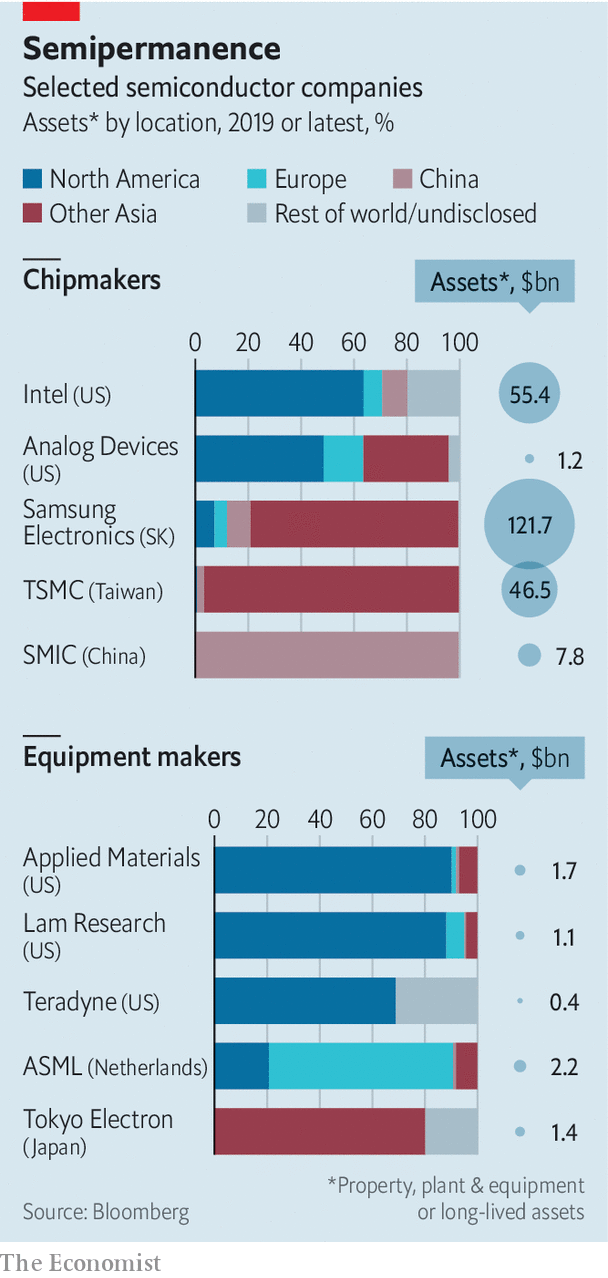 Semipermanence
Selected semiconductor companies
Assets* by location, 2019 or latest, %
North America Europe China
Other Asia Rest of world/undisclosed
Chipmakers Assets*, $bn
0 20 40 60 80 100
Intel (US) 55.4
Analog Devices
(US) 1.2
Samsung
Electronics (SK) 121.7
TSMC (Taiwan) 46.5
SMIC (China) 7.8
Equipment makers Assets*, $bn
0 20 40 60 80 100
Applied Materials
(US) 1.7
Lam Research
(US) 1.1
Teradyne (US) 0.4
ASML (Netherlands) 2.2
Tokyo Electron
(Japan) 1.4
*Property, plant & equipment
or long-lived assets
Source: Bloomberg
The Economist